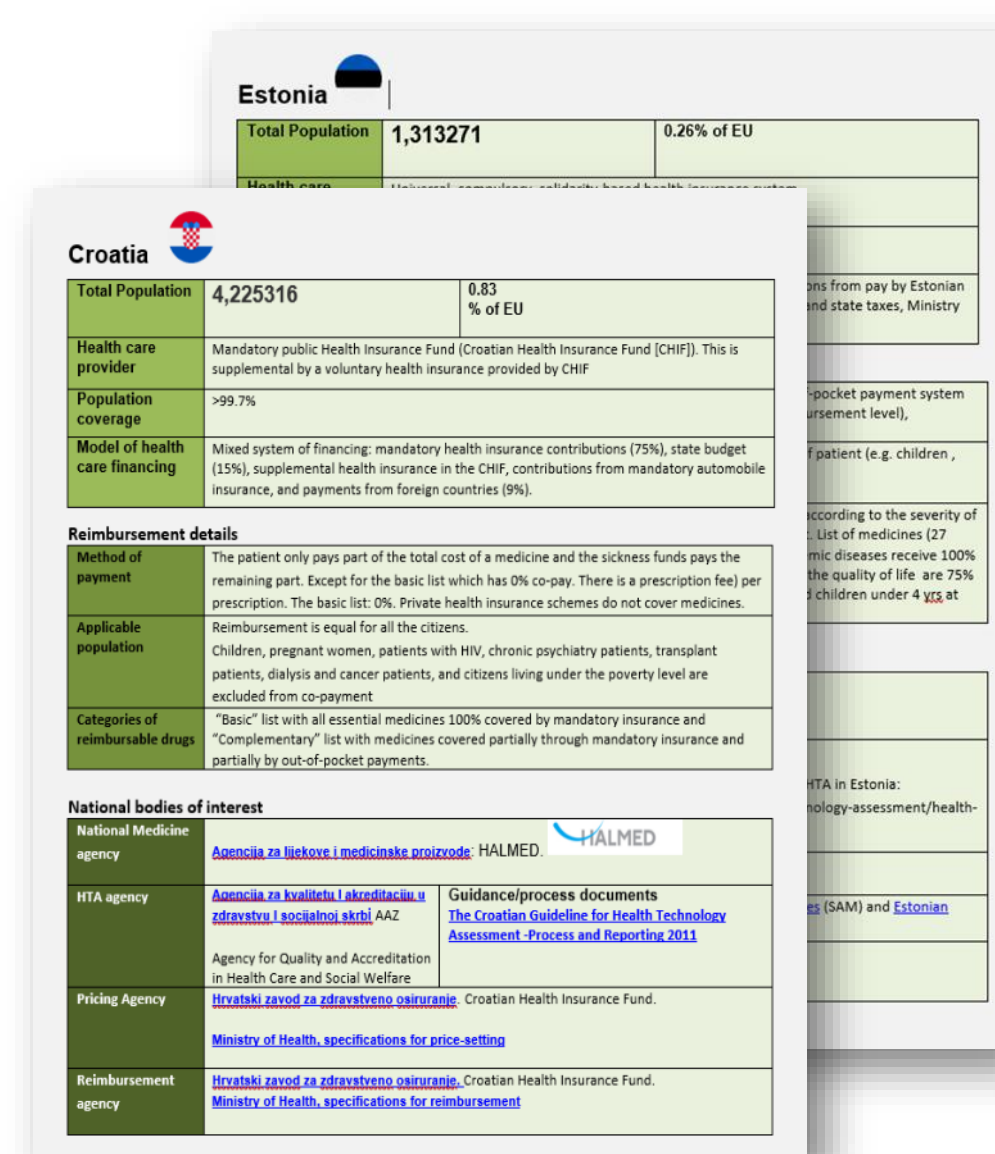 Estonia
Total Population 1,313271 0.26% of EU
Health care Universal, compulsory, solidarity-based health insurance system
ons from pay by Estonian
and state taxes, Ministry
-pocket payment system
ursement level),
f patient (e.g. children ,
according to the severity of
. List of medicines (27
mic diseases receive 100%
the quality of life are 75%
d children under 4 yrs at
HTA in Estonia:
nology-assessment/health-
es (SAM) and Estonian
Croatia
Total Population 4,225316 0.83
% of EU
Health care
provider
Mandatory public Health Insurance Fund (Croatian Health Insurance Fund [CHIF]). This is
supplemental by a voluntary health insurance provided by CHIF
Population
coverage
>99.7%
Model of health
care financing
Mixed system of financing: mandatory health insurance contributions (75%), state budget
(15%), supplemental health insurance in the CHIF, contributions from mandatory automobile
insurance, and payments from foreign countries (9%).
Reimbursement details
Method of
payment
The patient only pays part of the total cost of a medicine and the sickness funds pays the
remaining part. Except for the basic list which has 0% co-pay. There is a prescription fee) per
prescription. The basic list: 0%. Private health insurance schemes do not cover medicines.
Applicable
population
Reimbursement is equal for all the citizens.
Children, pregnant women, patients with HIV, chronic psychiatry patients, transplant
patients, dialysis and cancer patients, and citizens living under the poverty level are
excluded from co-payment
Categories of
reimbursable drugs
"Basic" list with all essential medicines 100% covered by mandatory insurance and
"Complementary" list with medicines covered partially through mandatory insurance and
partially by out-of-pocket payments.
National bodies of interest
National Medicine
agency
Agencija za lijekove i medicinske proizvode: HALMED.
HALMED
HTA agency
Agencija za kvalitetu I akreditaciju u
zdravstvu I socijalnoj skrbi AAZ
Agency for Quality and Accreditation
in Health Care and Social Welfare
Guidance/process documents
The Croatian Guideline for Health Technology
Assessment -Process and Reporting 2011
Pricing Agency
Hrvatski zavod za zdravstveno osiruranje. Croatian Health Insurance Fund.
Ministry of Health, specifications for price-setting
Reimbursement
agency
Hrvatski zavod za zdravstveno osiruranje, Croatian Health Insurance Fund.
Ministry of Health, specifications for reimbursement